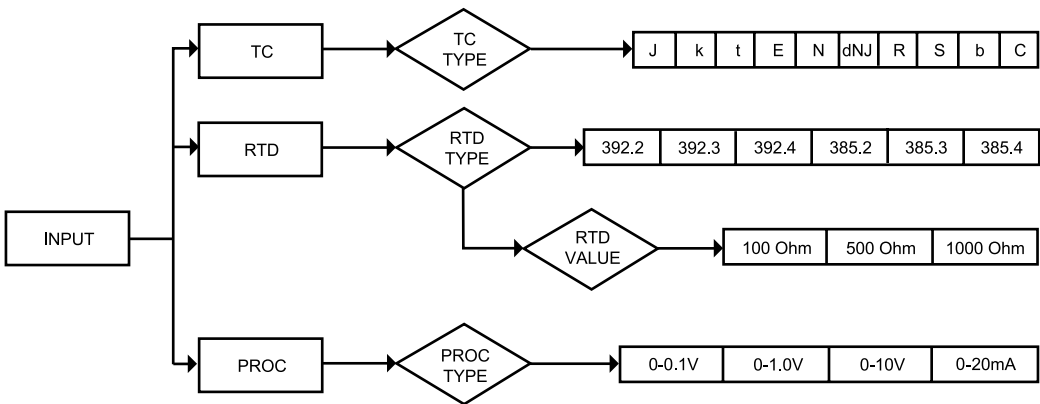 TC
TC
TYPE
J k t E N dNJ R S b C
RTD
RTD
TYPE
392.2 392.3 392.4 385.2 385.3 385.4
INPUT
RTD
VALUE
100 Ohm 500 Ohm 1000 Ohm
PROC
PROC
TYPE
0-0.1V 0-1.0V 0-10V 0-20mA